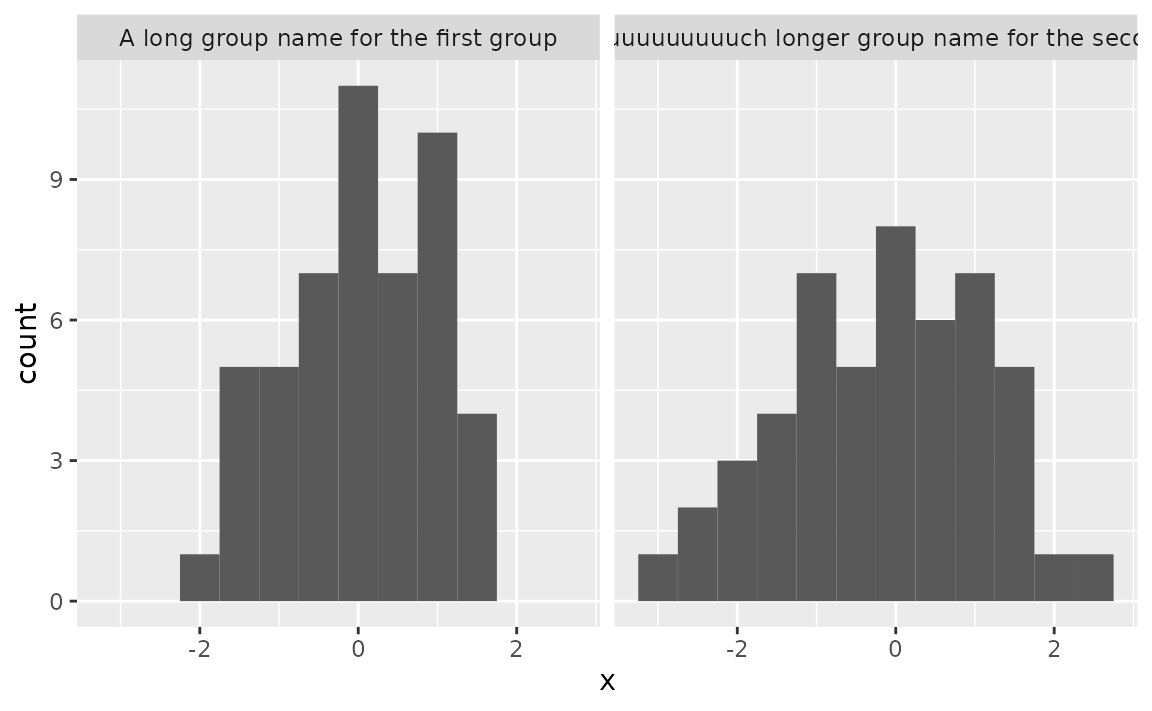 A long group name for the first group
uuuuuuuuuch longer group name for the seco
count
9
6
3
0
-2 0 2
-2 0 2
x